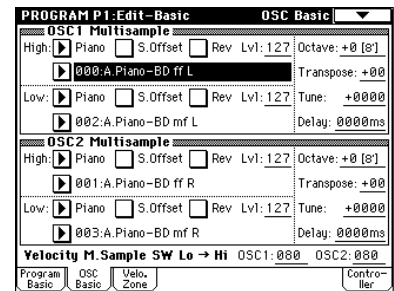 PROGRAM P1:Edit-Basic OSC Basic
OSC1 Multisample
High: Piano S.Offset Rev Lvl:127 Octave:+0 [8']
000:A.Piano-BD ff L Transpose:+00
Low: Piano S.Offset Rev Lvl:127 Tune: +0000
002:A.Piano-BD mf L Delay:0000ms
OSC2 Multisample
High: Piano S.Offset Rev Lvl:127 Octave:+0 [8']
001:A.Piano-BD ff R Transpose:+00
Low: Piano S.Offset Rev Lvl:127 Tune: +0000
003:A.Piano-BD mf R Delay:0000ms
Velocity M.Sample SW Lo → Hi OSC1:080 OSC2:080
Program Basic OSC Basic Velo. Zone Contro-ller